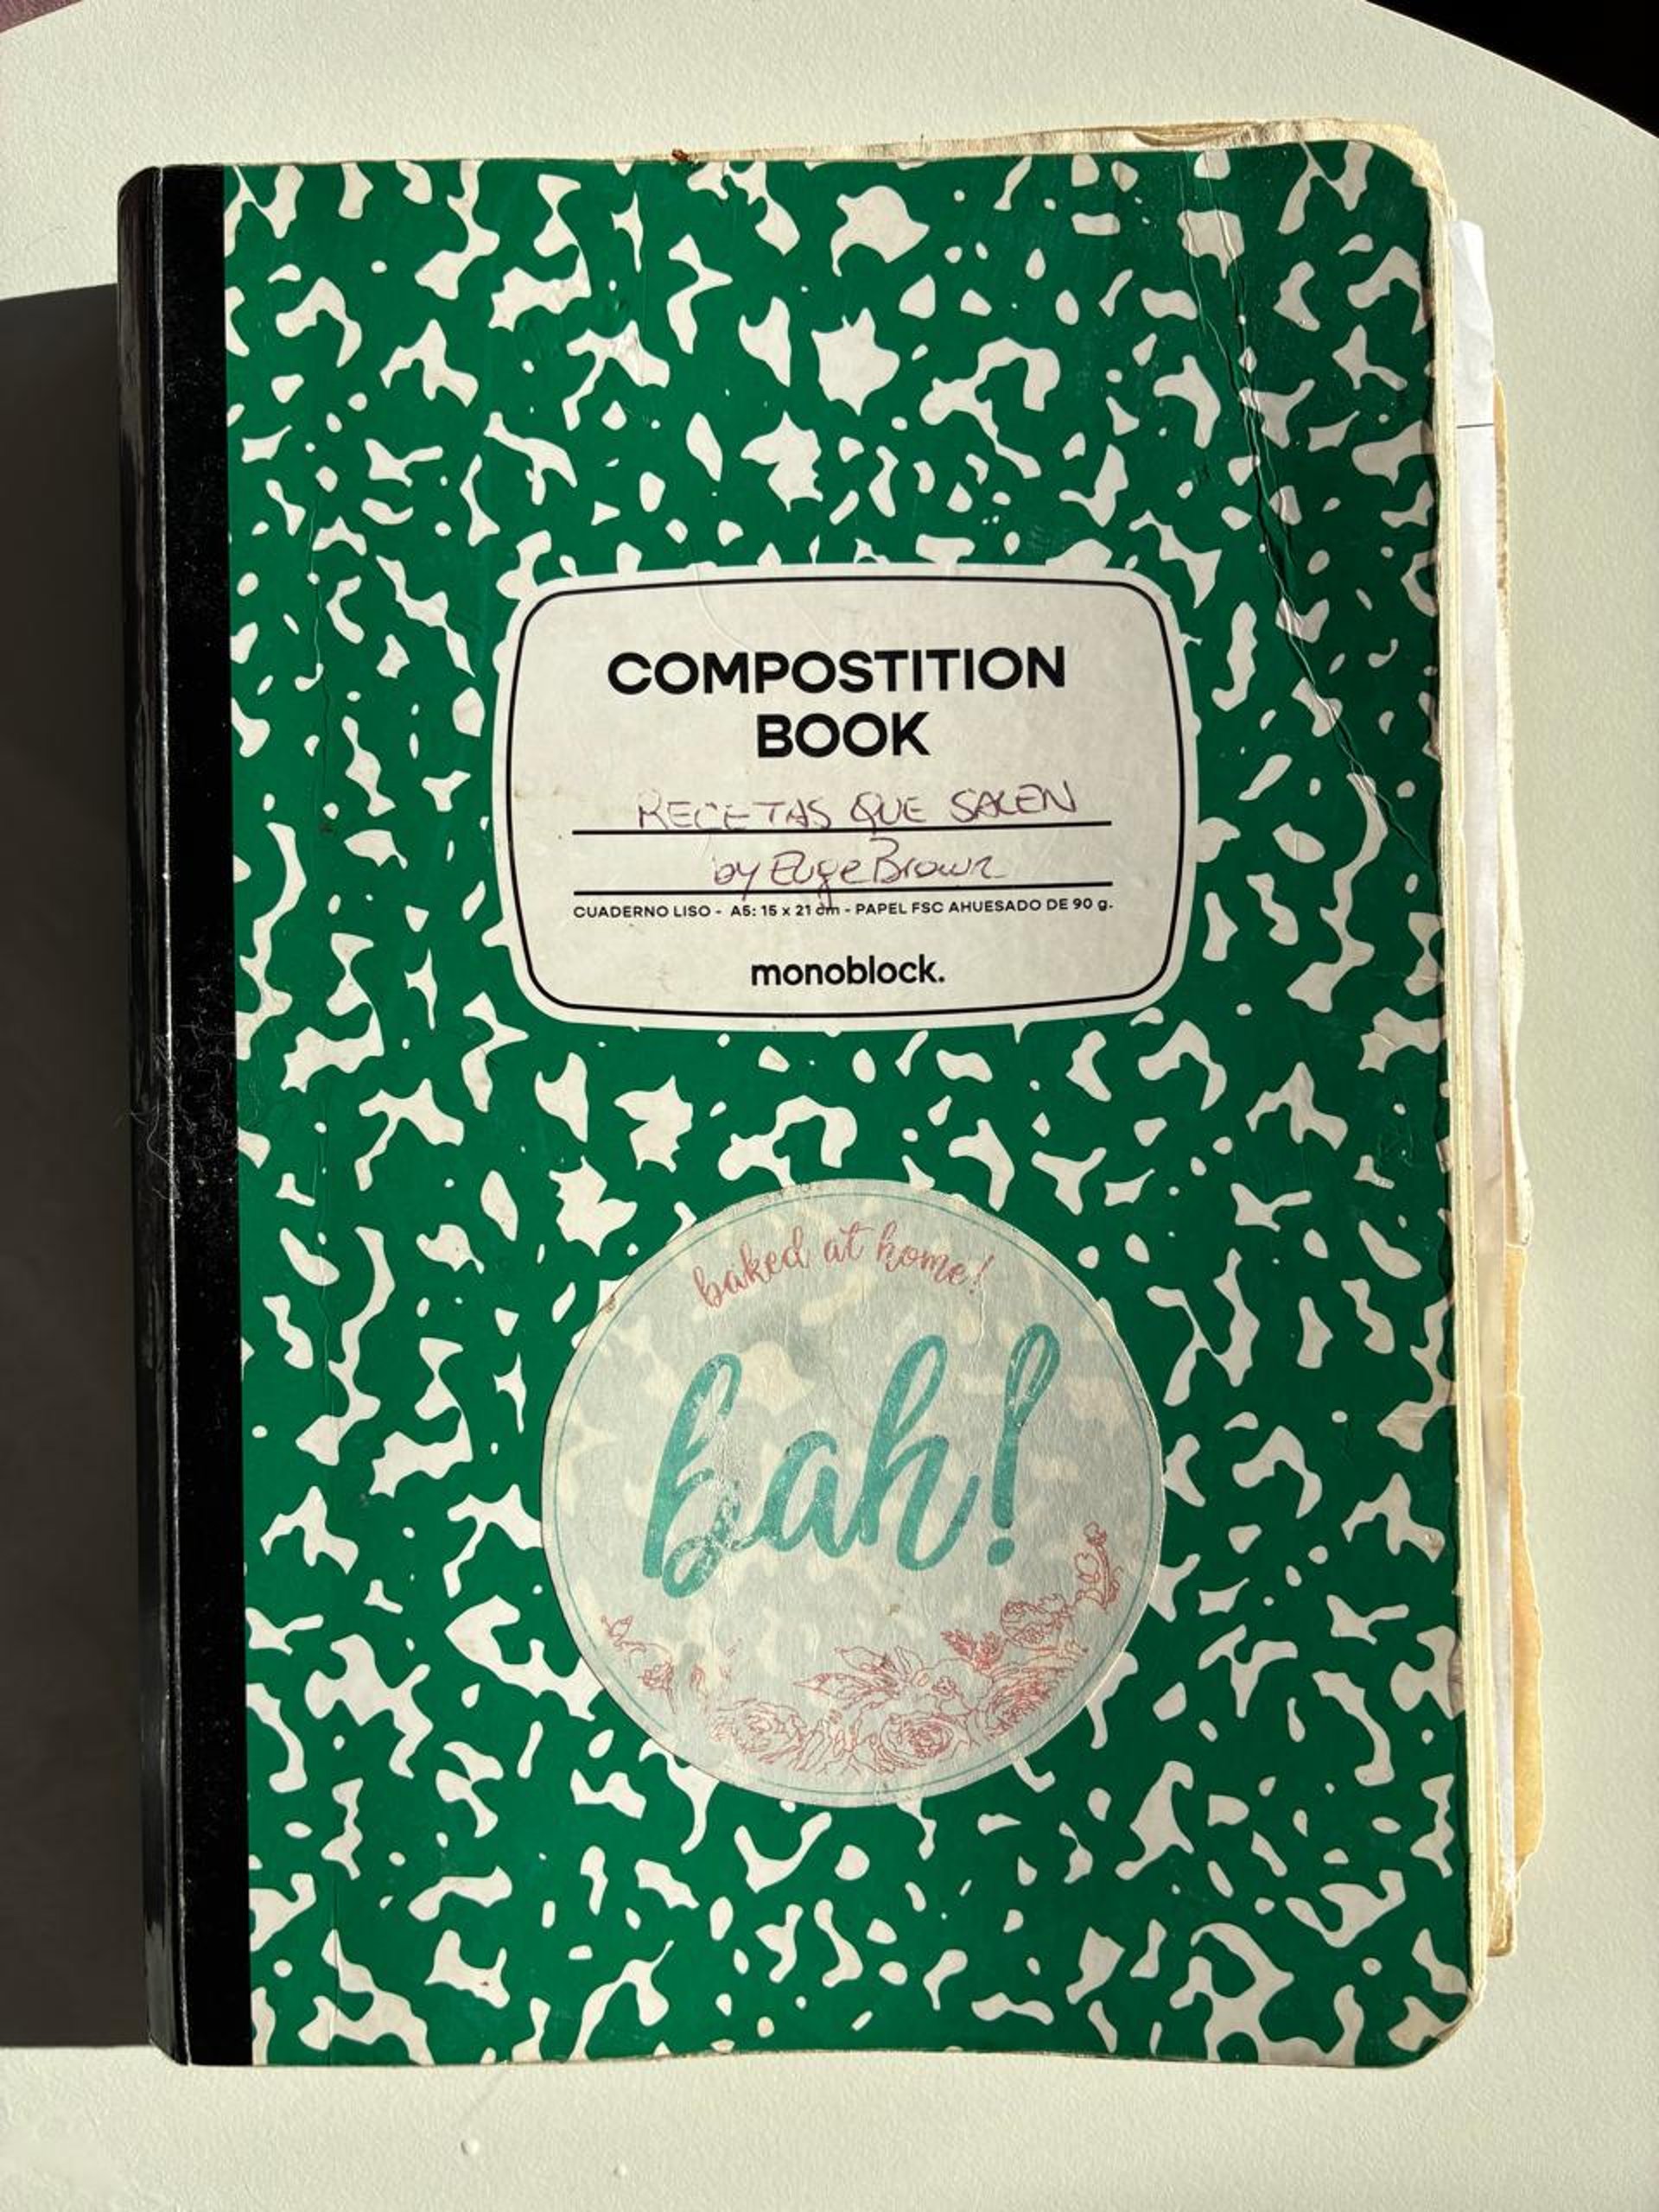 COMPOSTITION
BOOK
RECETAS QUE SALEN
by Euge Brown
CUADERNO LISO - A5: 15 x 21 cm - PAPEL FSC AHUESADO DE 90 g.
monoblock.
baked at home!
bah!